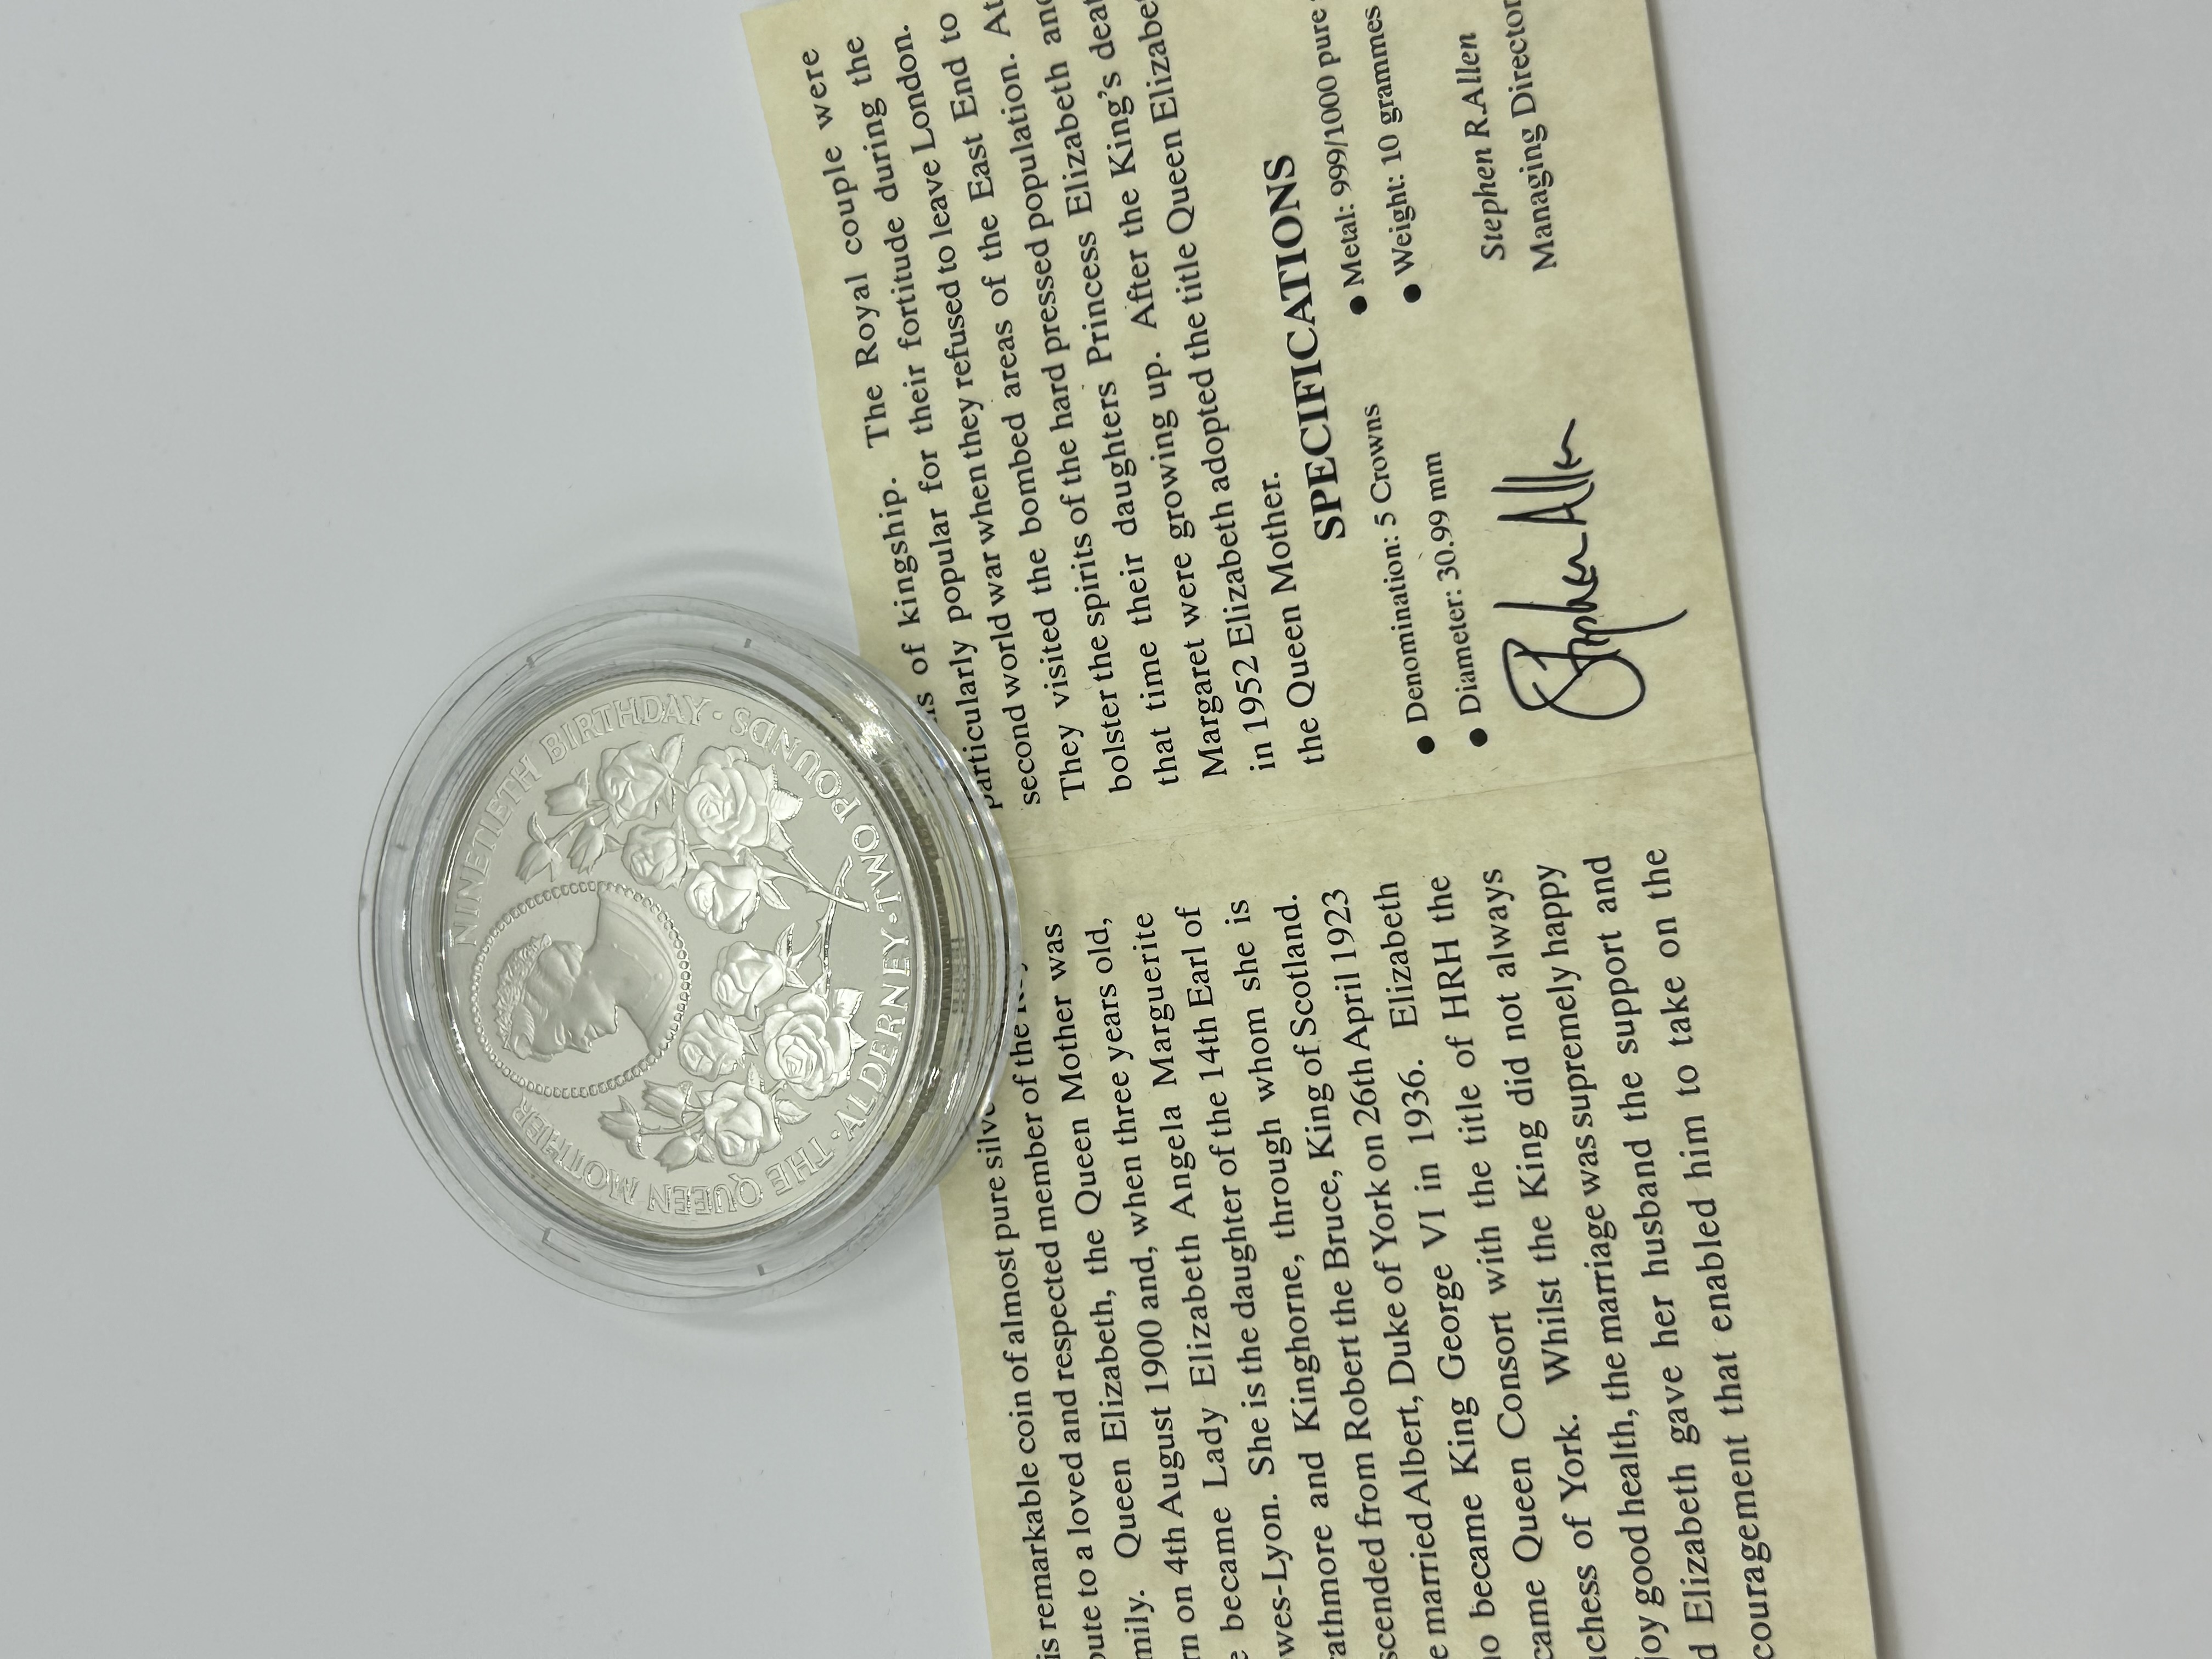 THE QUEEN MOTHER
NINETIETH BIRTHDAY ·
· ALDERNEY · TWO POUNDS
is remarkable coin of almost pure silve
bute to a loved and respected member of the
mily. Queen Elizabeth, the Queen Mother was
rn on 4th August 1900 and, when three years old,
e became Lady Elizabeth Angela Marguerite
wes-Lyon. She is the daughter of the 14th Earl of
rathmore and Kinghorne, through whom she is
scended from Robert the Bruce, King of Scotland.
e married Albert, Duke of York on 26th April 1923
ho became King George VI in 1936. Elizabeth
came Queen Consort with the title of HRH the
uchess of York. Whilst the King did not always
joy good health, the marriage was supremely happy
d Elizabeth gave her husband the support and
couragement that enabled him to take on the
s of kingship. The Royal couple were
particularly popular for their fortitude during the
second world war when they refused to leave London.
They visited the bombed areas of the East End to
bolster the spirits of the hard pressed population. At
that time their daughters Princess Elizabeth and
Margaret were growing up. After the King's deat
in 1952 Elizabeth adopted the title Queen Elizabe
the Queen Mother.
SPECIFICATIONS
● Denomination: 5 Crowns ● Metal: 999/1000 pure
● Diameter: 30.99 mm ● Weight: 10 grammes
Stephen Allen
Stephen R.Allen
Managing Director